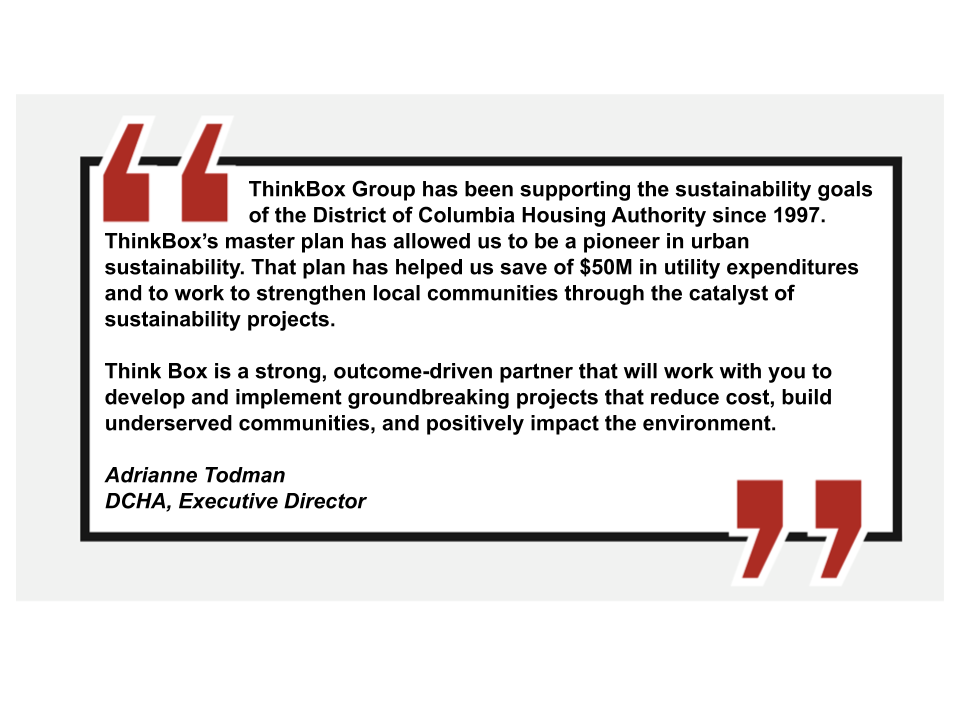 ThinkBox Group has been supporting the sustainability goals
of the District of Columbia Housing Authority since 1997.
ThinkBox’s master plan has allowed us to be a pioneer in urban
sustainability. That plan has helped us save of $50M in utility expenditures
and to work to strengthen local communities through the catalyst of
sustainability projects.
Think Box is a strong, outcome-driven partner that will work with you to
develop and implement groundbreaking projects that reduce cost, build
underserved communities, and positively impact the environment.
Adrianne Todman
DCHA, Executive Director